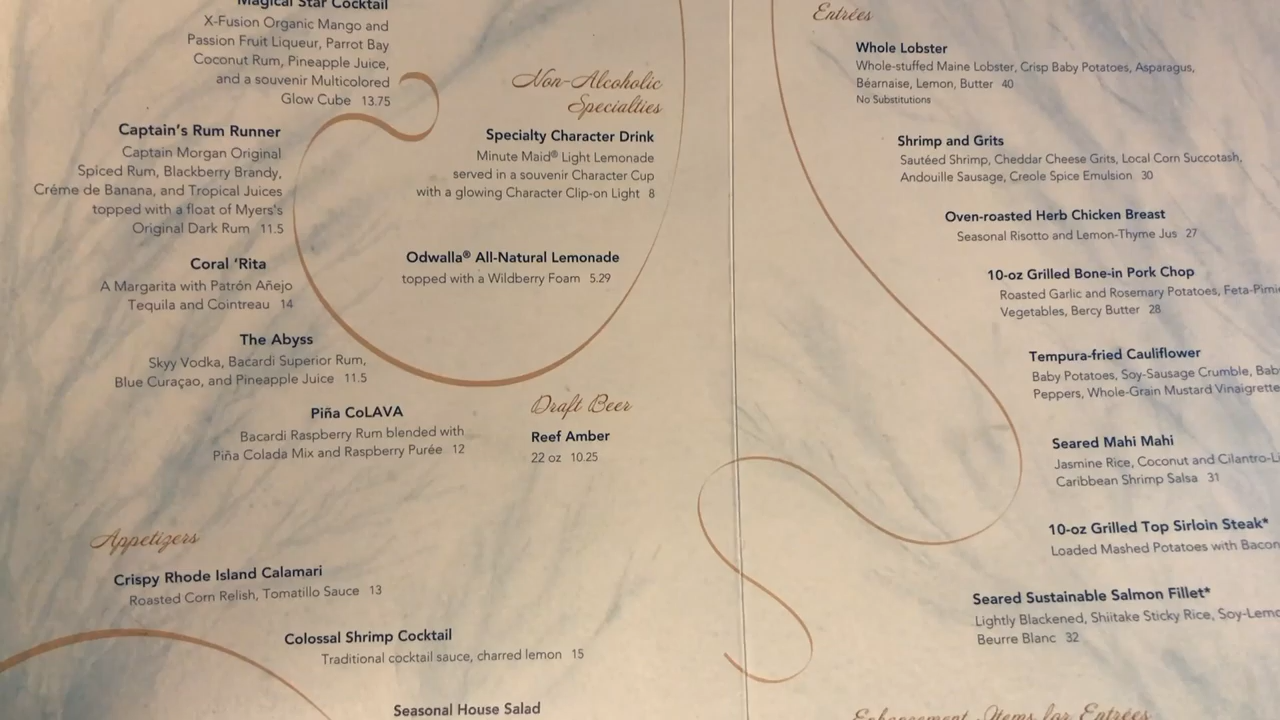 Magical Star Cocktail
X-Fusion Organic Mango and
Passion Fruit Liqueur, Parrot Bay
Coconut Rum, Pineapple Juice,
and a souvenir Multicolored
Glow Cube 13.75
Captain's Rum Runner
Captain Morgan Original
Spiced Rum, Blackberry Brandy,
Créme de Banana, and Tropical Juices
topped with a float of Myers's
Original Dark Rum 11.5
Coral 'Rita
A Margarita with Patrón Añejo
Tequila and Cointreau 14
The Abyss
Skyy Vodka, Bacardi Superior Rum,
Blue Curaçao, and Pineapple Juice 11.5
Piña CoLAVA
Bacardi Raspberry Rum blended with
Piña Colada Mix and Raspberry Purée 12
Non-Alcoholic
Specialties
Specialty Character Drink
Minute Maid® Light Lemonade
served in a souvenir Character Cup
with a glowing Character Clip-on Light 8
Odwalla® All-Natural Lemonade
topped with a Wildberry Foam 5.29
Draft Beer
Reef Amber
22 oz 10.25
Appetizers
Crispy Rhode Island Calamari
Roasted Corn Relish, Tomatillo Sauce 13
Colossal Shrimp Cocktail
Traditional cocktail sauce, charred lemon 15
Seasonal House Salad
Entrées
Whole Lobster
Whole-stuffed Maine Lobster, Crisp Baby Potatoes, Asparagus,
Béarnaise, Lemon, Butter 40
No Substitutions
Shrimp and Grits
Sautéed Shrimp, Cheddar Cheese Grits, Local Corn Succotash,
Andouille Sausage, Creole Spice Emulsion 30
Oven-roasted Herb Chicken Breast
Seasonal Risotto and Lemon-Thyme Jus 27
10-oz Grilled Bone-in Pork Chop
Roasted Garlic and Rosemary Potatoes, Feta-Pimi
Vegetables, Bercy Butter 28
Tempura-fried Cauliflower
Baby Potatoes, Soy-Sausage Crumble, Bab
Peppers, Whole-Grain Mustard Vinaigrette
Seared Mahi Mahi
Jasmine Rice, Coconut and Cilantro-Li
Caribbean Shrimp Salsa 31
10-oz Grilled Top Sirloin Steak*
Loaded Mashed Potatoes with Bacon
Seared Sustainable Salmon Fillet*
Lightly Blackened, Shiitake Sticky Rice, Soy-Lemo
Beurre Blanc 32
Enhancement Items for Entrées